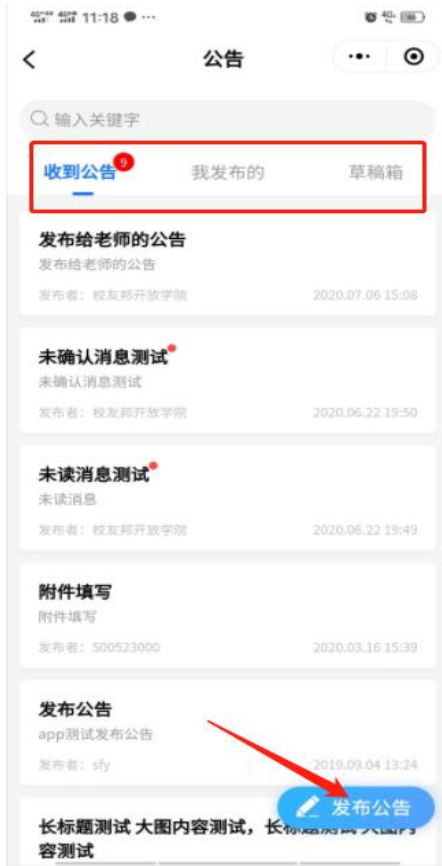 11:18
公告
输入关键字
收到公告 9 我发布的 草稿箱
发布给老师的公告
发布给老师的公告
发布者：校友邦开放学院 2020.07.06 15:08
未确认消息测试
未确认消息测试
发布者：校友邦开放学院 2020.06.22 19:50
未读消息测试
未读消息
发布者：校友邦开放学院 2020.06.22 19:49
附件填写
附件填写
发布者：500523000 2020.03.16 15:39
发布公告
app测试发布公告
发布者：sfy 2019.09.04 13:24
发布公告
长标题测试 大图内容测试，长标题测试 大图内
容测试